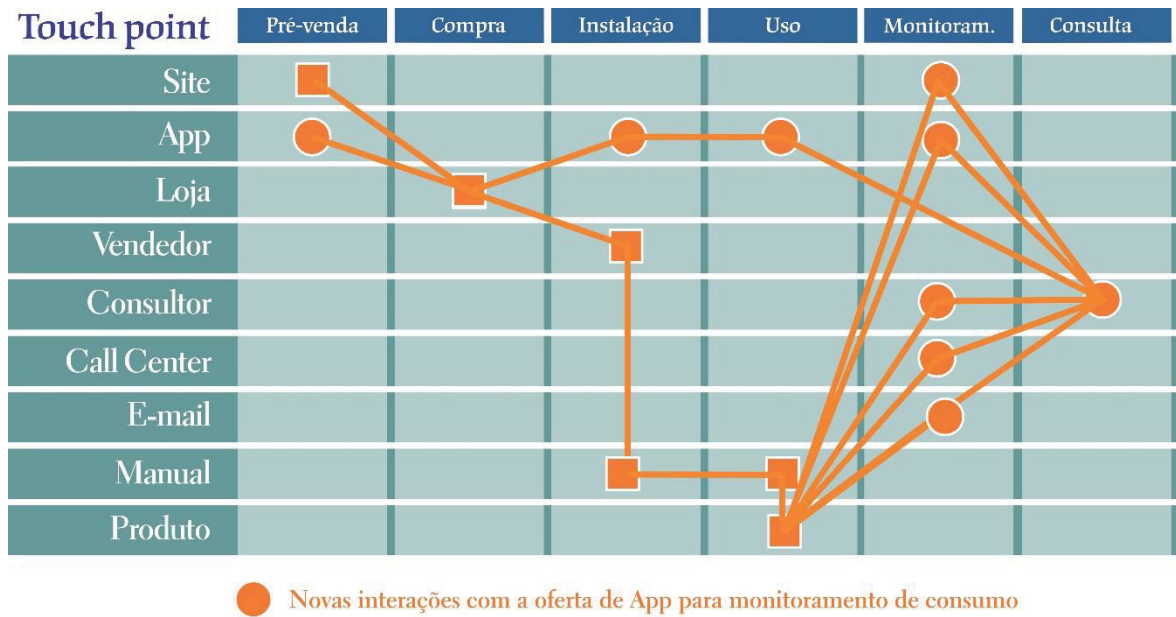 Touch point
Pré-venda
Compra
Instalação
Uso
Monitoram.
Consulta
Site
App
Loja
Vendedor
Consultor
Call Center
E-mail
Manual
Produto
Novas interações com a oferta de App para monitoramento de consumo